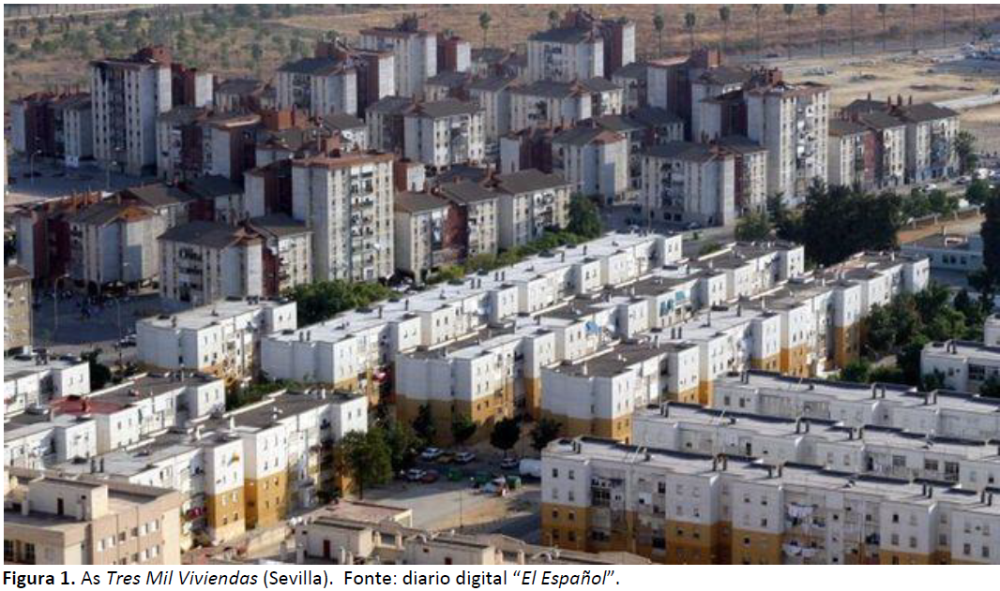 Figura 1. As Tres Mil Viviendas (Sevilla). Fonte: diario digital “El Español”.